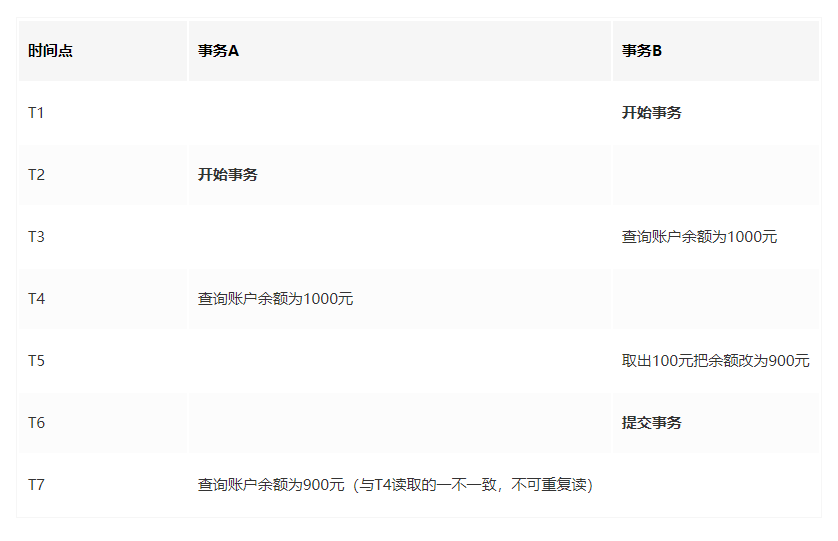 时间点 事务A 事务B
T1 开始事务
T2 开始事务
T3 查询账户余额为1000元
T4 查询账户余额为1000元
T5 取出100元把余额改为900元
T6 提交事务
T7 查询账户余额为900元（与T4读取的一不一致，不可重复读）